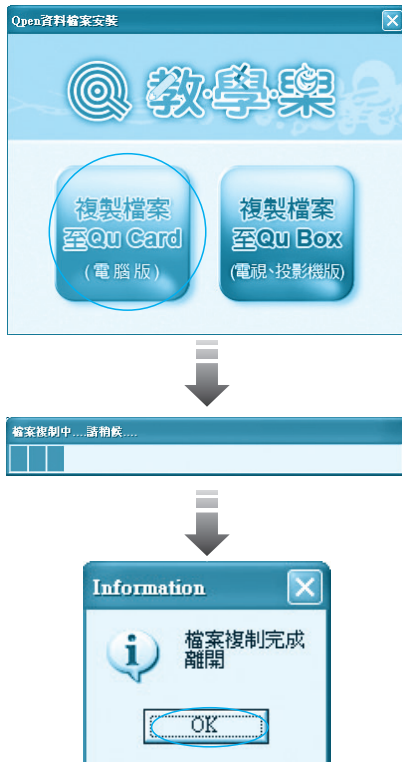 Qpen資料檔案安裝
教·學·樂
複製檔案
至Qu Card
(電腦版)
複製檔案
至Qu Box
(電視、投影機版)
檔案複制中....請稍候....
Information
檔案複制完成
離開
OK